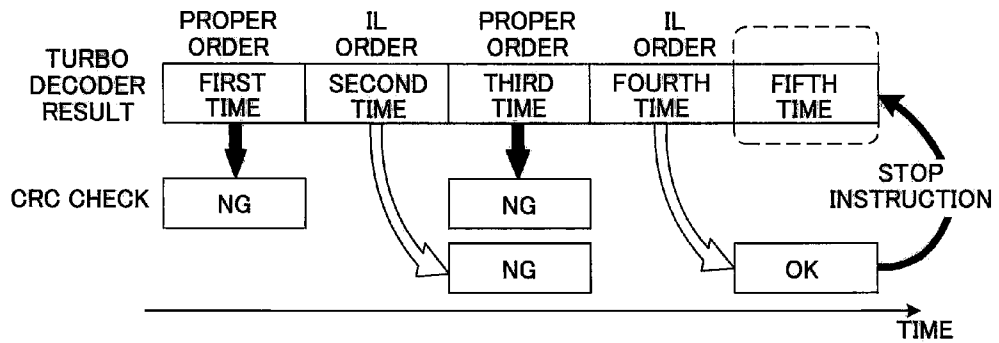 PROPER
ORDER
IL
ORDER
PROPER
ORDER
IL
ORDER
TURBO
DECODER
RESULT
FIRST
TIME
SECOND
TIME
THIRD
TIME
FOURTH
TIME
FIFTH
TIME
CRC CHECK
NG
NG
STOP
INSTRUCTION
NG
OK
TIME